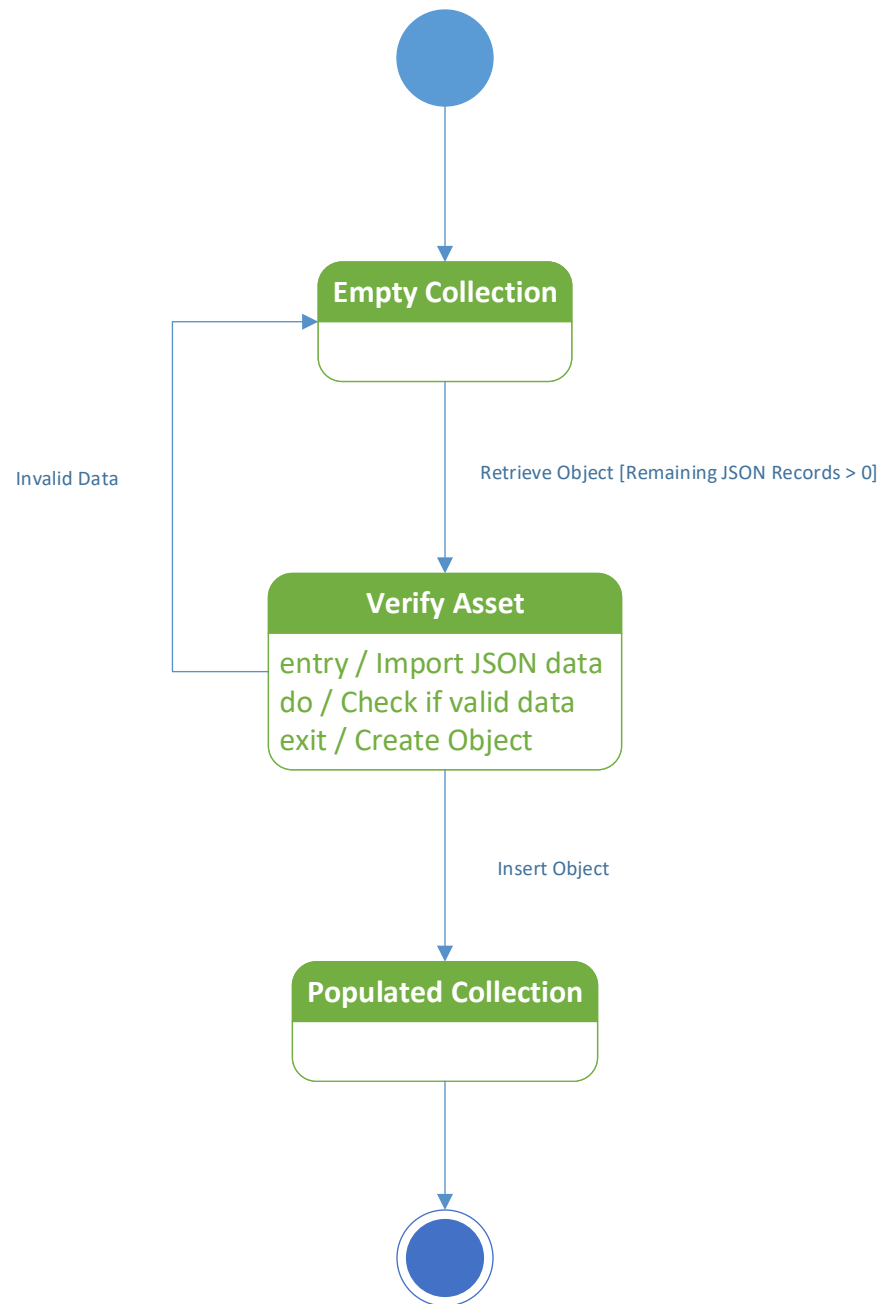 Empty Collection
Invalid Data
Retrieve Object [Remaining JSON Records > 0]
Verify Asset
entry / Import JSON data
do / Check if valid data
exit / Create Object
Insert Object
Populated Collection